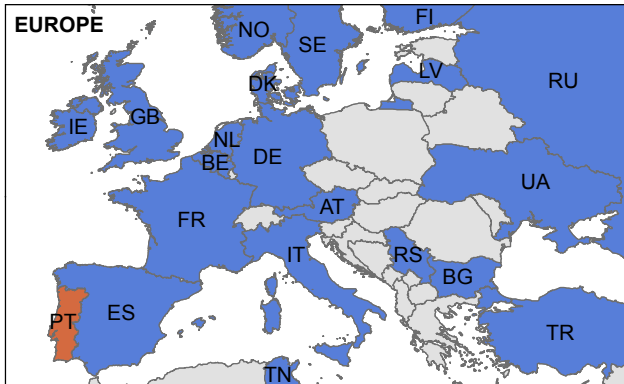 EUROPE
NO
SE
FI
DK
LV
RU
IE
GB
NL
BE
DE
UA
FR
AT
IT
RS
BG
PT
ES
TR
TN